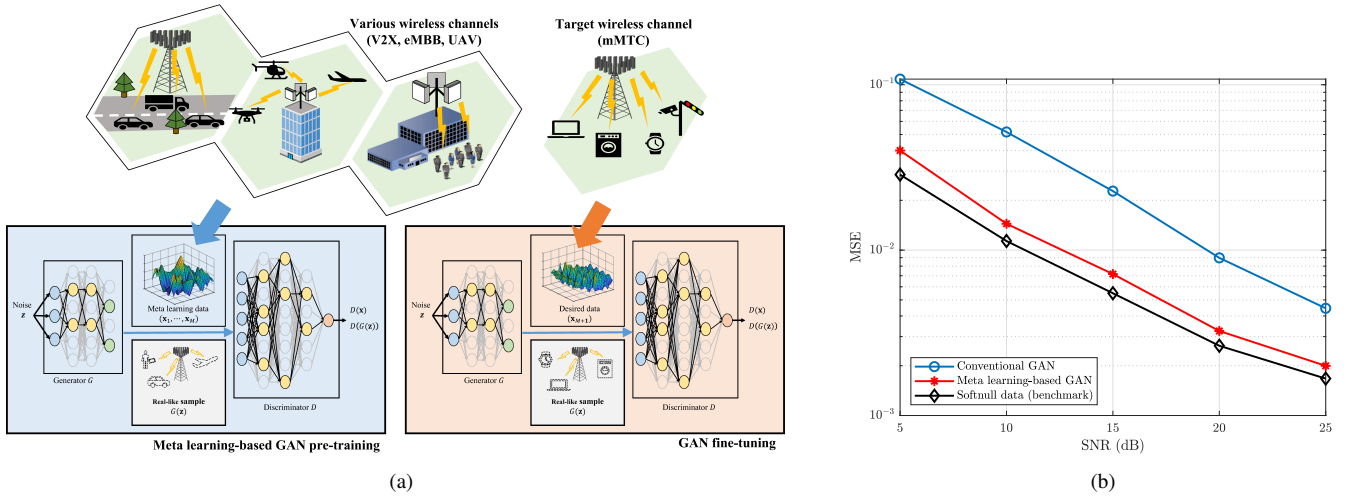 Various wireless channels
(V2X, eMBB, UAV)
Target wireless channel
(mMTC)
Noise
z
Generator G
Meta learning data
(x₁, ⋯, x_M)
Real-like sample
G(z)
Discriminator D
D(x)
D(G(z))
Meta learning-based GAN pre-training
Noise
z
Generator G
Desired data
(x_{M+1})
Real-like sample
G(z)
Discriminator D
D(x)
D(G(z))
GAN fine-tuning
(a)
MSE
10⁻¹
10⁻²
10⁻³
Conventional GAN
Meta learning-based GAN
Softnull data (benchmark)
5 10 15 20 25
SNR (dB)
(b)